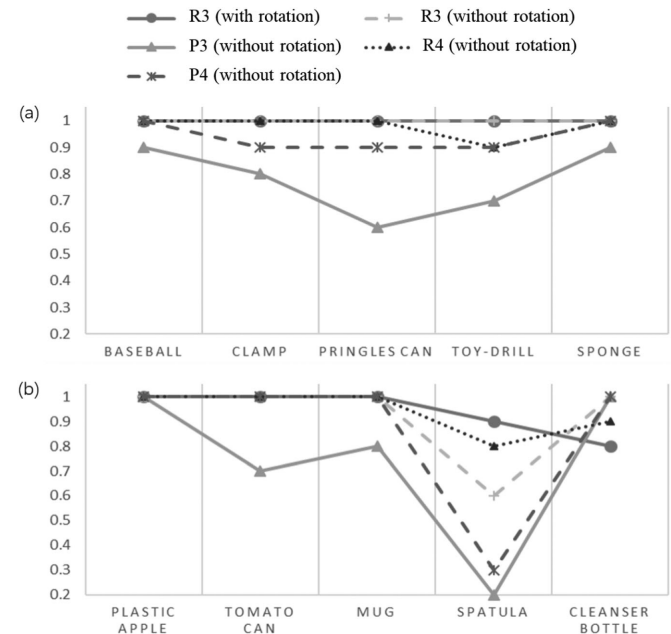 R3 (with rotation)
R3 (without rotation)
P3 (without rotation)
R4 (without rotation)
P4 (without rotation)
(a)
1
0.9
0.8
0.7
0.6
0.5
0.4
0.3
0.2
BASEBALL
CLAMP
PRINGLES CAN
TOY-DRILL
SPONGE
(b)
1
0.9
0.8
0.7
0.6
0.5
0.4
0.3
0.2
PLASTIC
APPLE
TOMATO
CAN
MUG
SPATULA
CLEANSER
BOTTLE